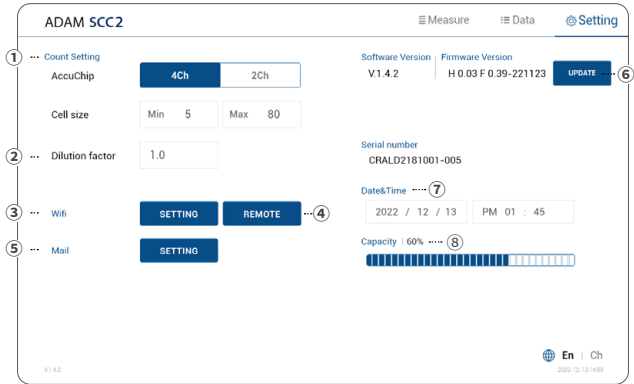 ADAM SCC2
Measure
Data
Setting
① Count Setting
AccuChip 4Ch 2Ch
Cell size Min 5 Max 80
② Dilution factor 1.0
③ Wifi SETTING REMOTE ④
⑤ Mail SETTING
Software Version | Firmware Version
V.1.4.2 H 0.03 F 0.39-221123 UPDATE ⑥
Serial number
CRALD2181001-005
Date&Time ⑦
2022 / 12 / 13 PM 01 : 45
Capacity | 60% ⑧
En | Ch
V.1.4.2 2022-12-13 14:58